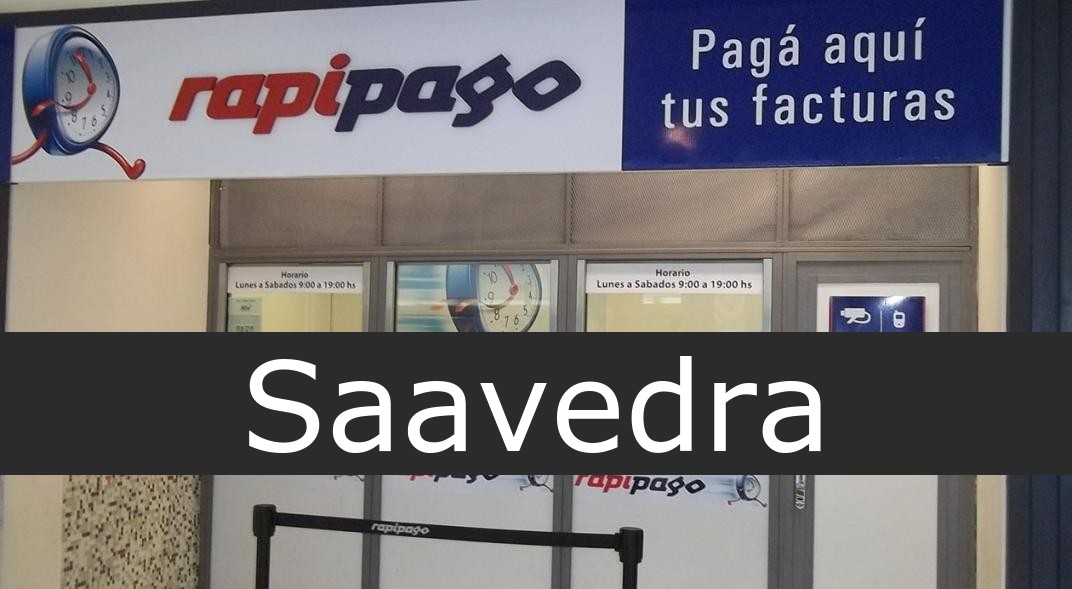 rapipago
Pagá aquí
tus facturas
Horario
Lunes a Sabados 9:00 a 19:00 hs
Horario
Lunes a Sabados 9:00 a 19:00 hs
Saavedra
rapipago
rapipago
rapipago